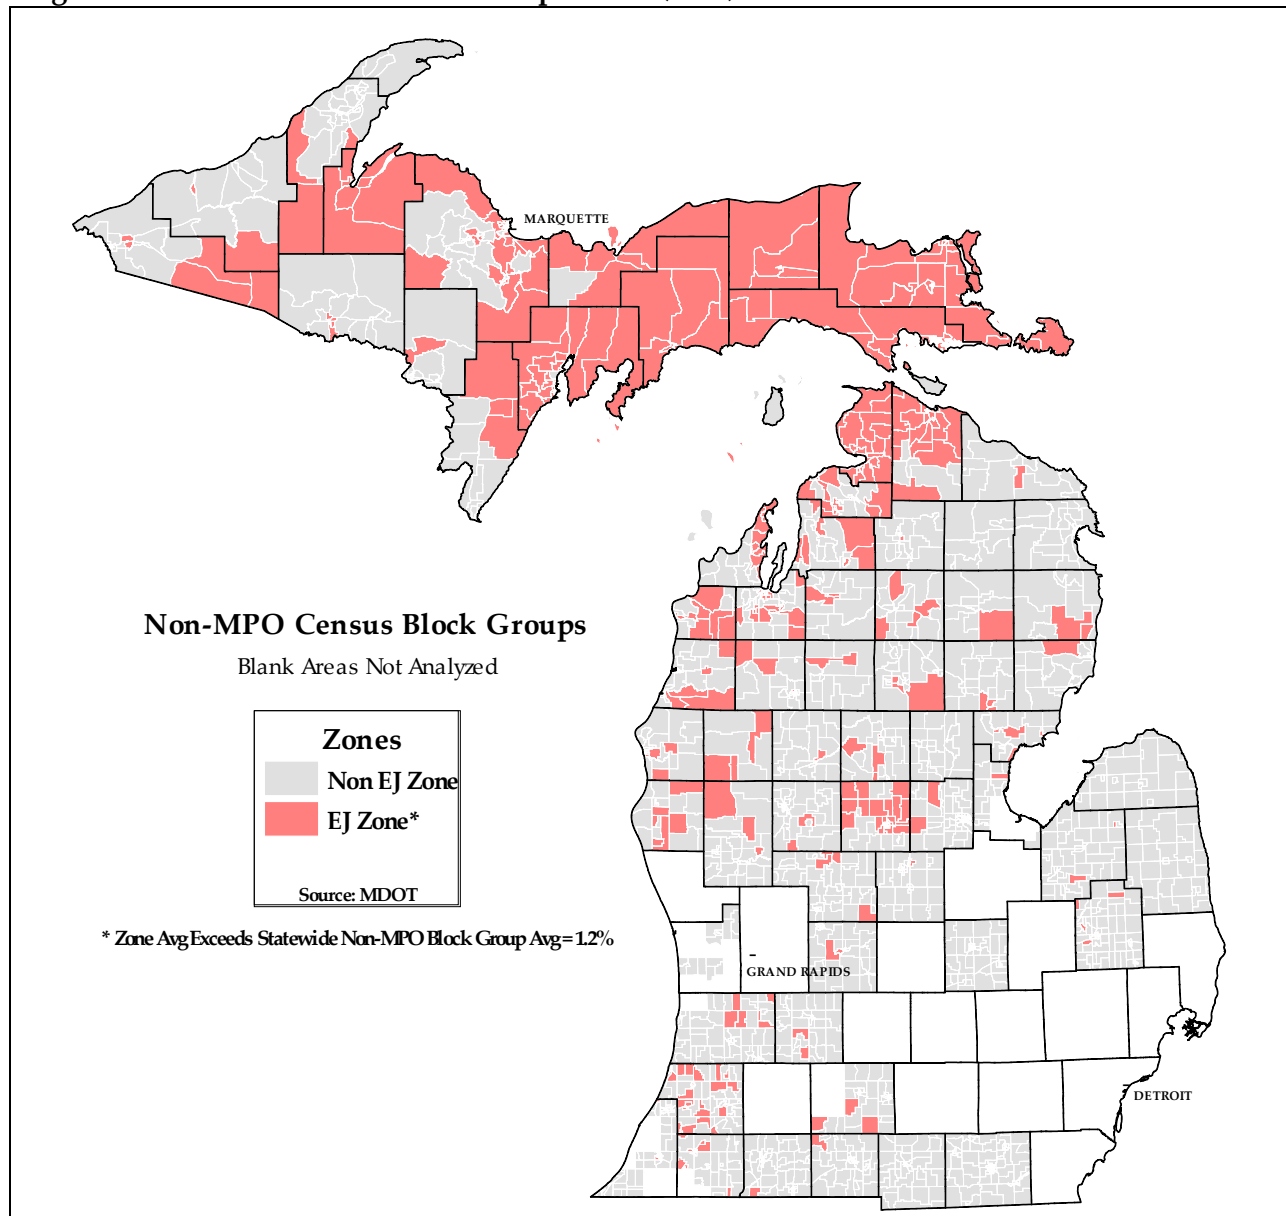 MARQUETTE
Non-MPO Census Block Groups
Blank Areas Not Analyzed
Zones
Non EJ Zone
EJ Zone*
Source: MDOT
* Zone Avg Exceeds Statewide Non-MPO Block Group Avg = 1.2%
GRAND RAPIDS
DETROIT